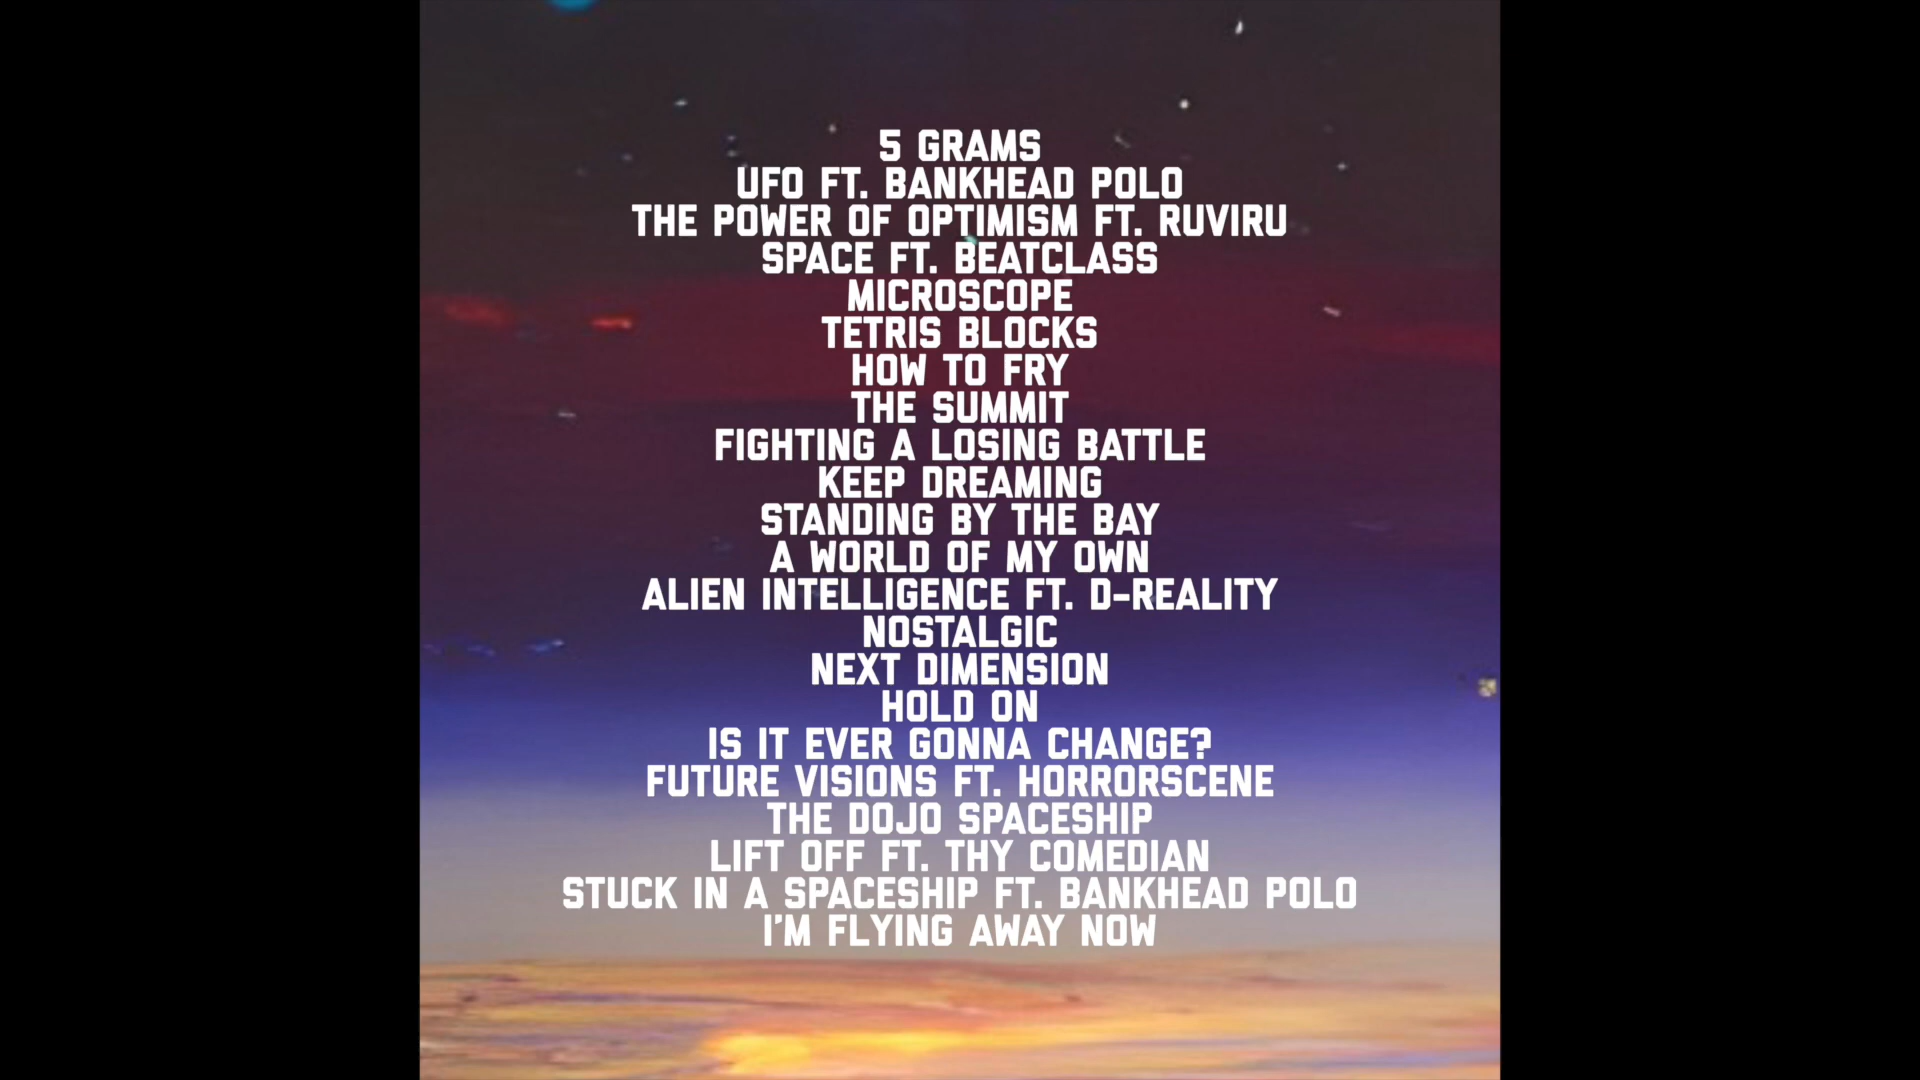 5 GRAMS
UFO FT. BANKHEAD POLO
THE POWER OF OPTIMISM FT. RUVIRU
SPACE FT. BEATCLASS
MICROSCOPE
TETRIS BLOCKS
HOW TO FRY
THE SUMMIT
FIGHTING A LOSING BATTLE
KEEP DREAMING
STANDING BY THE BAY
A WORLD OF MY OWN
ALIEN INTELLIGENCE FT. D-REALITY
NOSTALGIC
NEXT DIMENSION
HOLD ON
IS IT EVER GONNA CHANGE?
FUTURE VISIONS FT. HORRORSCENE
THE DOJO SPACESHIP
LIFT OFF FT. THY COMEDIAN
STUCK IN A SPACESHIP FT. BANKHEAD POLO
I'M FLYING AWAY NOW